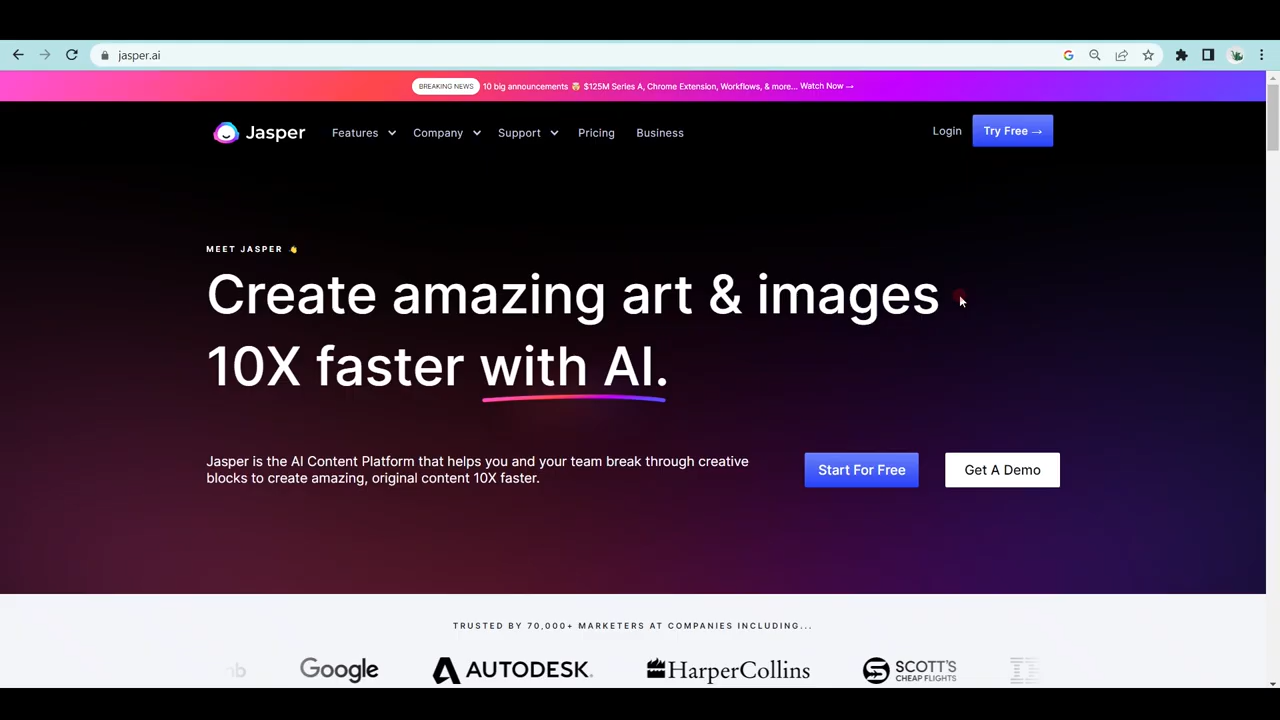 jasper.ai
BREAKING NEWS 10 big announcements 🤯 $125M Series A, Chrome Extension, Workflows, & more... Watch Now →
Jasper Features Company Support Pricing Business Login Try Free →
MEET JASPER 👋
Create amazing art & images
10X faster with AI.
Jasper is the AI Content Platform that helps you and your team break through creative
blocks to create amazing, original content 10X faster.
Start For Free Get A Demo
TRUSTED BY 70,000+ MARKETERS AT COMPANIES INCLUDING...
nb Google AUTODESK. HarperCollins SCOTT'S
CHEAP FLIGHTS